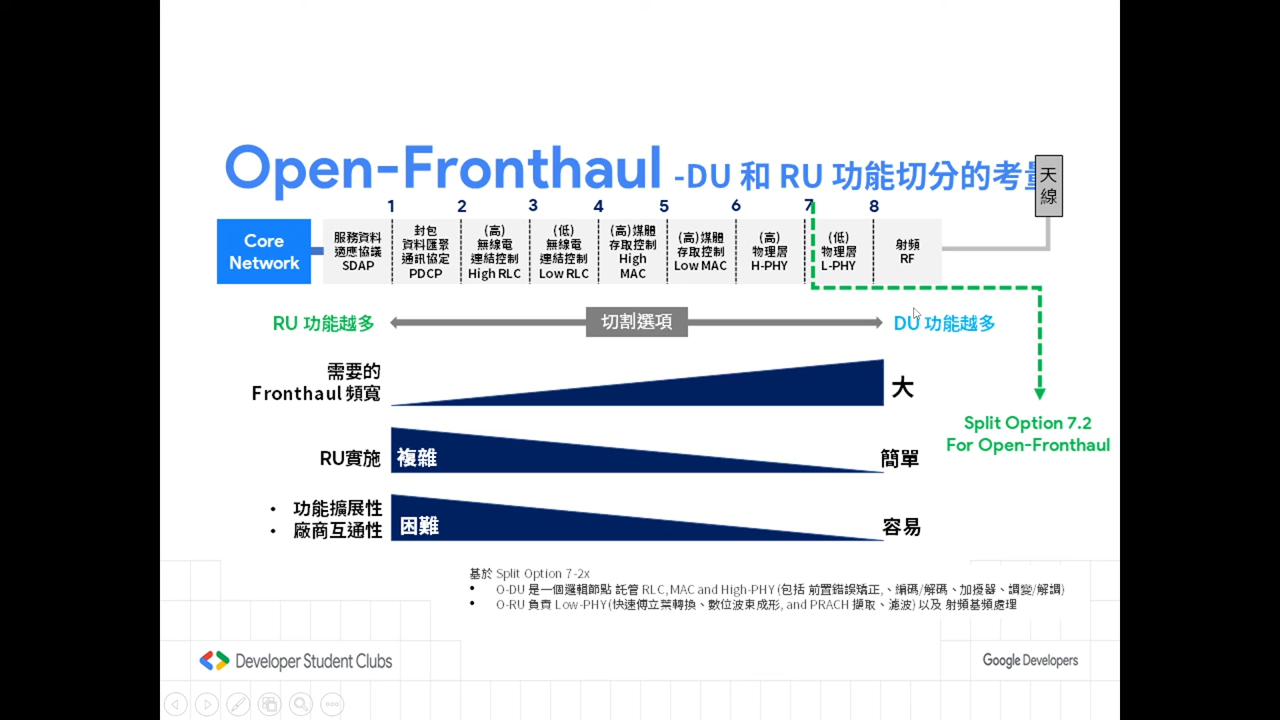 Open-Fronthaul -DU 和 RU 功能切分的考量
天
線
1 2 3 4 5 6 7 8
Core
Network
服務資料
適應協議
SDAP
封包
資料匯聚
通訊協定
PDCP
(高)
無線電
連結控制
High RLC
(低)
無線電
連結控制
Low RLC
(高)媒體
存取控制
High
MAC
(高)媒體
存取控制
Low MAC
(高)
物理層
H-PHY
(低)
物理層
L-PHY
射頻
RF
RU 功能越多
切割選項
DU 功能越多
需要的
Fronthaul 頻寬
大
Split Option 7.2
For Open-Fronthaul
RU實施
複雜
簡單
• 功能擴展性
• 廠商互通性
困難
容易
基於 Split Option 7-2x
• O-DU 是一個邏輯節點 託管 RLC, MAC and High-PHY (包括 前置錯誤矯正,、編碼/解碼、加擾器、調變/解調)
• O-RU 負責 Low-PHY (快速傅立葉轉換、數位波束成形, and PRACH 擷取、濾波) 以及 射頻基頻處理
Developer Student Clubs
Google Developers